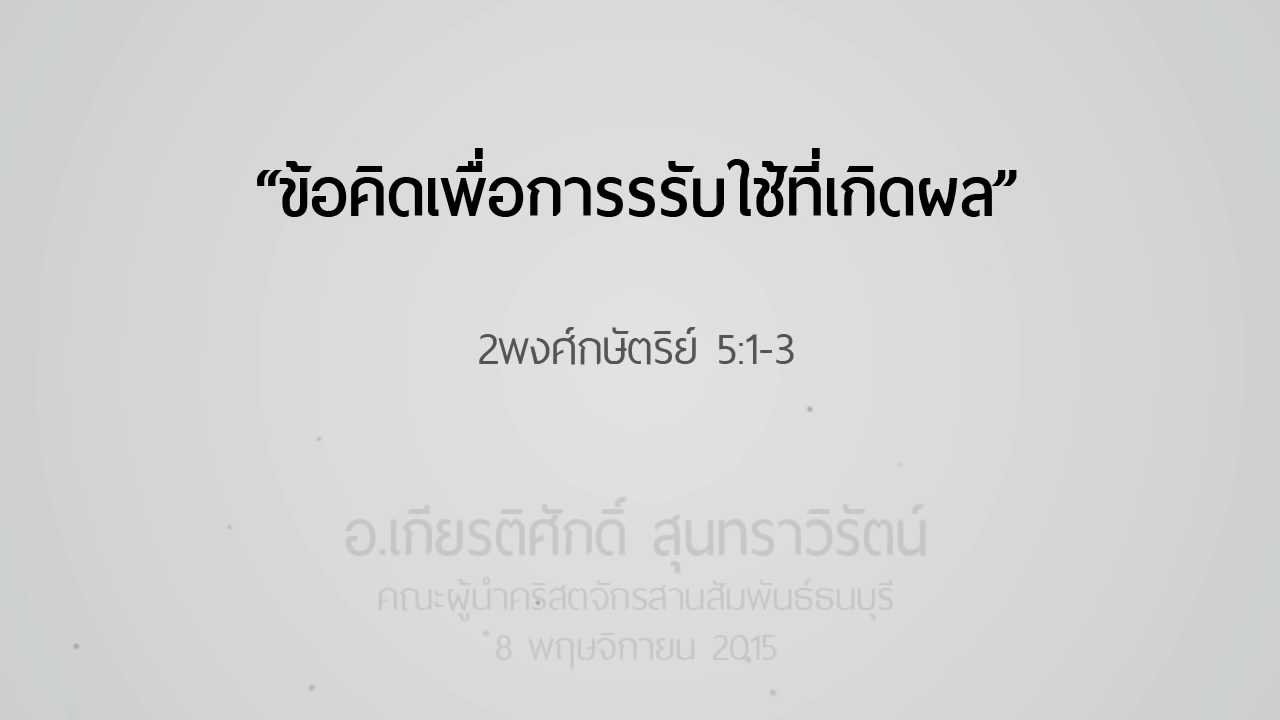 “ข้อคิดเพื่อการรรับใช้ที่เกิดผล”
2พงศ์กษัตริย์ 5:1-3
อ.เกียรติศักดิ์ สุนทราวิรัตน์
คณะผู้นำคริสตจักรสานสัมพันธ์ธนบุรี
8 พฤษจิกายน 2015